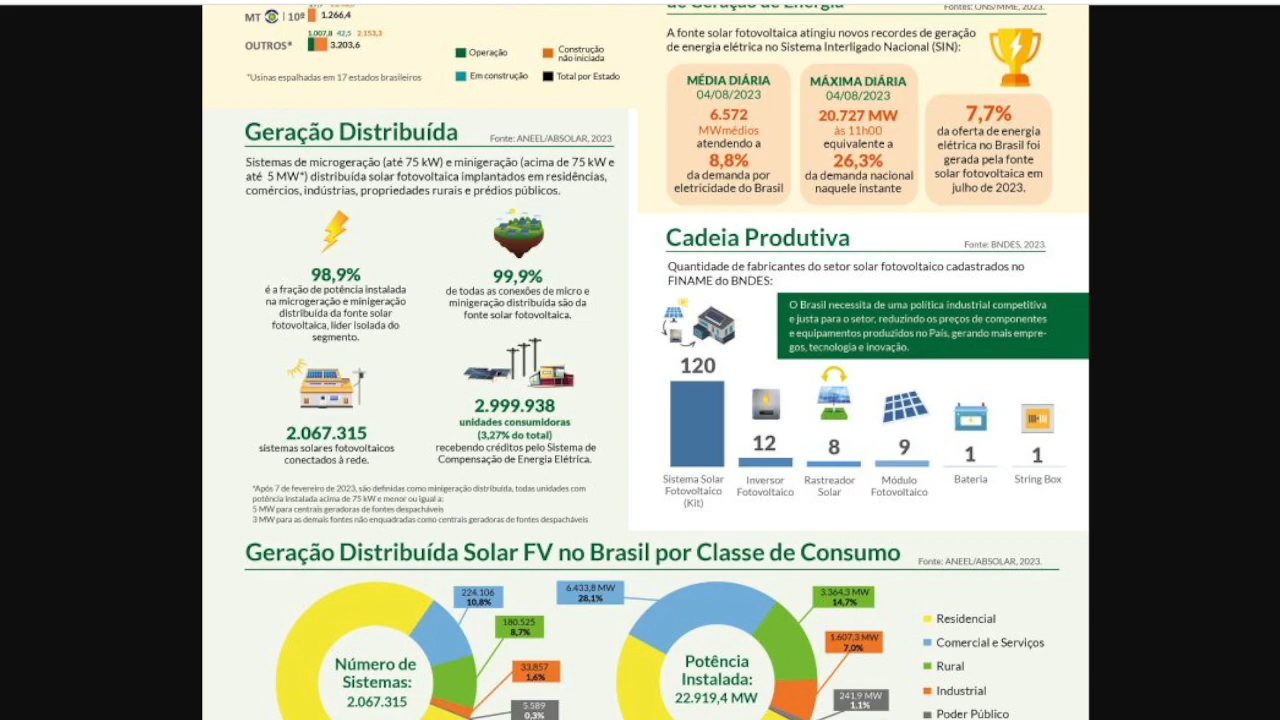 MT | 10º 1.266,4
1.007,8 42,5 2.153,3
OUTROS* 3.203,6
*Usinas espalhadas em 17 estados brasileiros
Operação
Construção
não iniciada
Em construção
Total por Estado
de Geração de Energia
Fontes: ONS/MME, 2023.
A fonte solar fotovoltaica atingiu novos recordes de geração
de energia elétrica no Sistema Interligado Nacional (SIN):
MÉDIA DIÁRIA
04/08/2023
6.572
MWmédios
atendendo a
8,8%
da demanda por
eletricidade do Brasil
MÁXIMA DIÁRIA
04/08/2023
20.727 MW
às 11h00
equivalente a
26,3%
da demanda nacional
naquele instante
7,7%
da oferta de energia
elétrica no Brasil foi
gerada pela fonte
solar fotovoltaica em
julho de 2023.
Geração Distribuída
Fonte: ANEEL/ABSOLAR, 2023
Sistemas de microgeração (até 75 kW) e minigeração (acima de 75 kW e
até 5 MW*) distribuída solar fotovoltaica implantados em residências,
comércios, indústrias, propriedades rurais e prédios públicos.
98,9%
é a fração de potência instalada
na microgeração e minigeração
distribuída da fonte solar
fotovoltaica, líder isolada do
segmento.
99,9%
de todas as conexões de micro e
minigeração distribuída são da
fonte solar fotovoltaica.
2.067.315
sistemas solares fotovoltaicos
conectados à rede.
2.999.938
unidades consumidoras
(3,27% do total)
recebendo créditos pelo Sistema de
Compensação de Energia Elétrica.
*Após 7 de fevereiro de 2023, são definidas como minigeração distribuída, todas unidades com
potência instalada acima de 75 kW e menor ou igual a:
5 MW para centrais geradoras de fontes despacháveis
3 MW para as demais fontes não enquadradas como centrais geradoras de fontes despacháveis
Cadeia Produtiva
Fonte: BNDES, 2023.
Quantidade de fabricantes do setor solar fotovoltaico cadastrados no
FINAME do BNDES:
O Brasil necessita de uma política industrial competitiva
e justa para o setor, reduzindo os preços de componentes
e equipamentos produzidos no País, gerando mais empre-
gos, tecnologia e inovação.
120
12
8
9
1
1
Sistema Solar
Fotovoltaico
(Kit)
Inversor
Fotovoltaico
Rastreador
Solar
Módulo
Fotovoltaico
Bateria
String Box
Geração Distribuída Solar FV no Brasil por Classe de Consumo
Fonte: ANEEL/ABSOLAR, 2023.
224.106
10,8%
180.525
8,7%
33.857
1,6%
5.589
0,3%
Número de
Sistemas:
2.067.315
6.433,8 MW
28,1%
3.364,3 MW
14,7%
1.607,3 MW
7,0%
241,9 MW
1,1%
Potência
Instalada:
22.919,4 MW
Residencial
Comercial e Serviços
Rural
Industrial
Poder Público